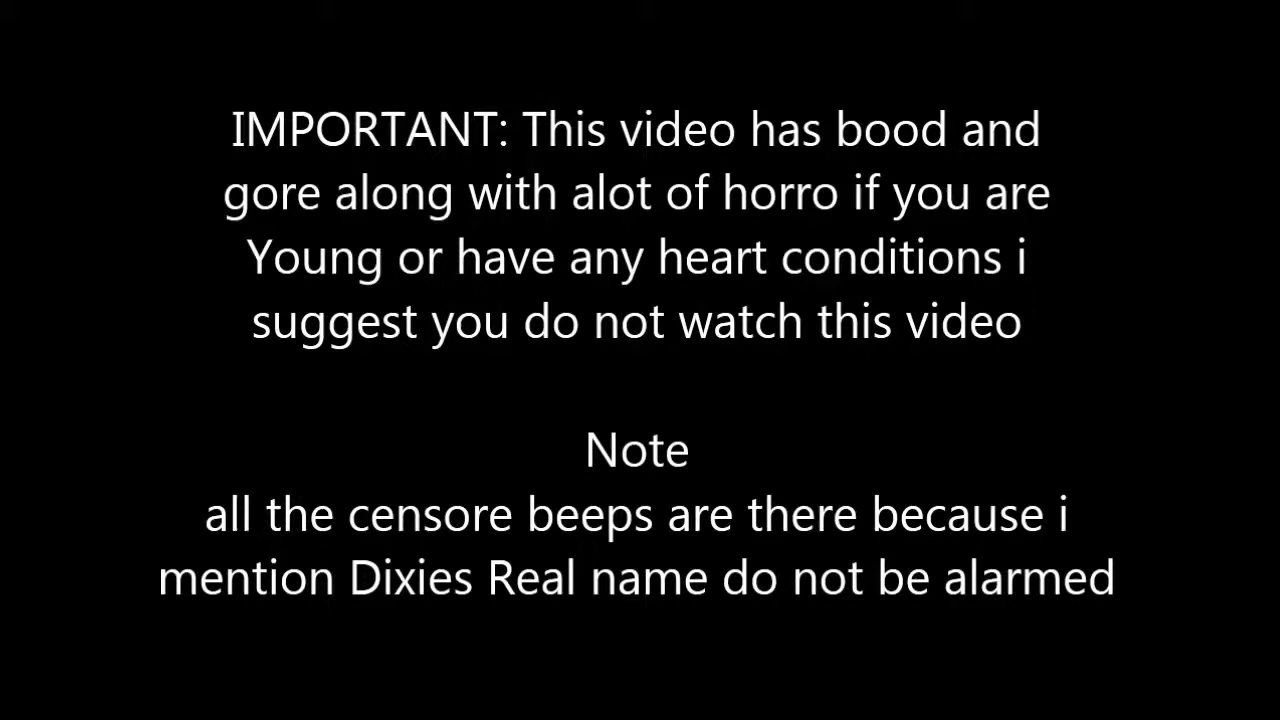 IMPORTANT: This video has bood and
gore along with alot of horro if you are
Young or have any heart conditions i
suggest you do not watch this video
Note
all the censore beeps are there because i
mention Dixies Real name do not be alarmed